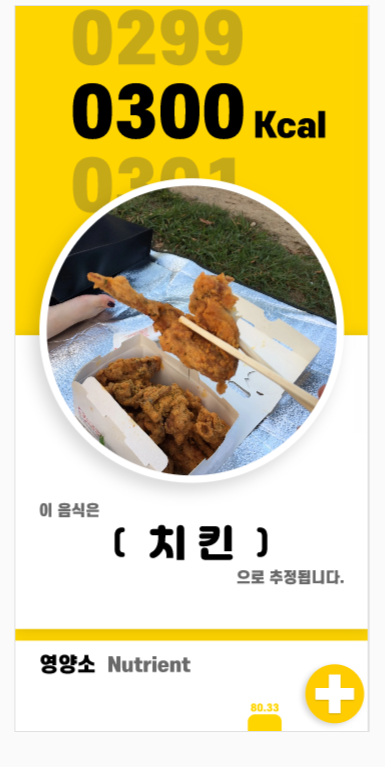 0299
0300 Kcal
0301
이 음식은
( 치킨 )
으로 추정됩니다.
영양소 Nutrient
80.33